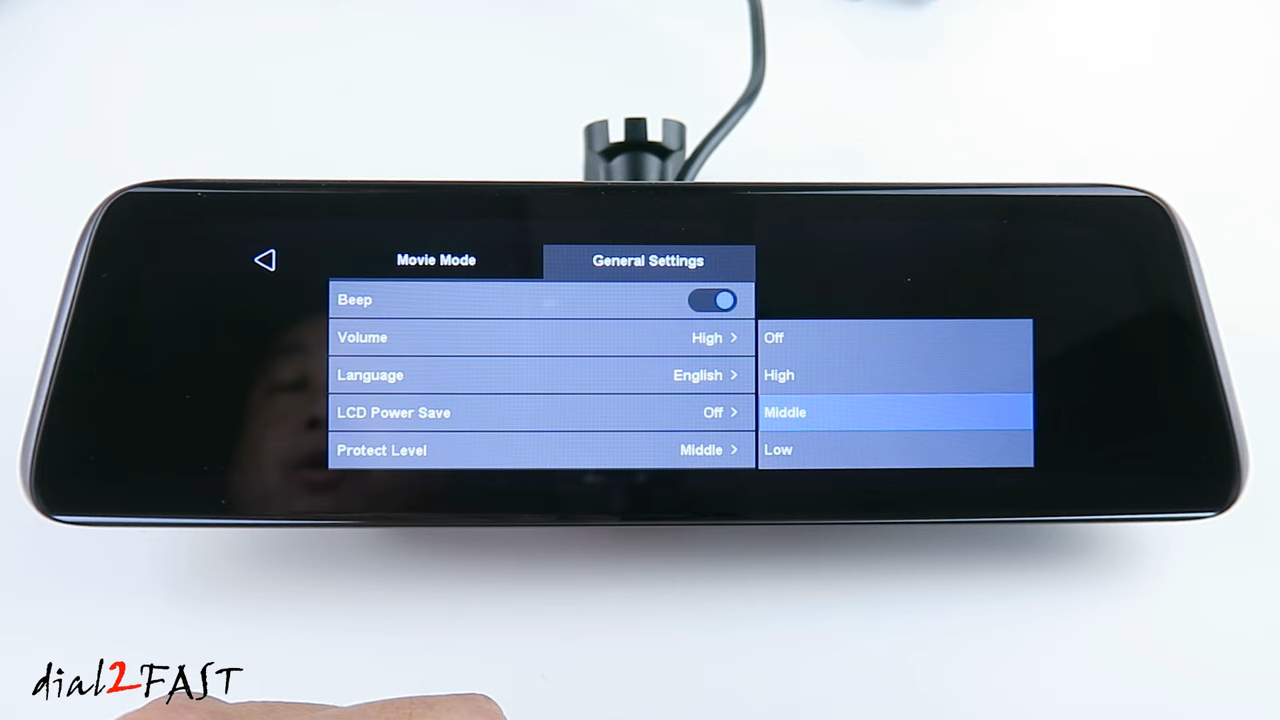 Movie Mode General Settings
Beep
Volume High > Off
Language English > High
LCD Power Save Off > Middle
Protect Level Middle > Low
dial2FAST